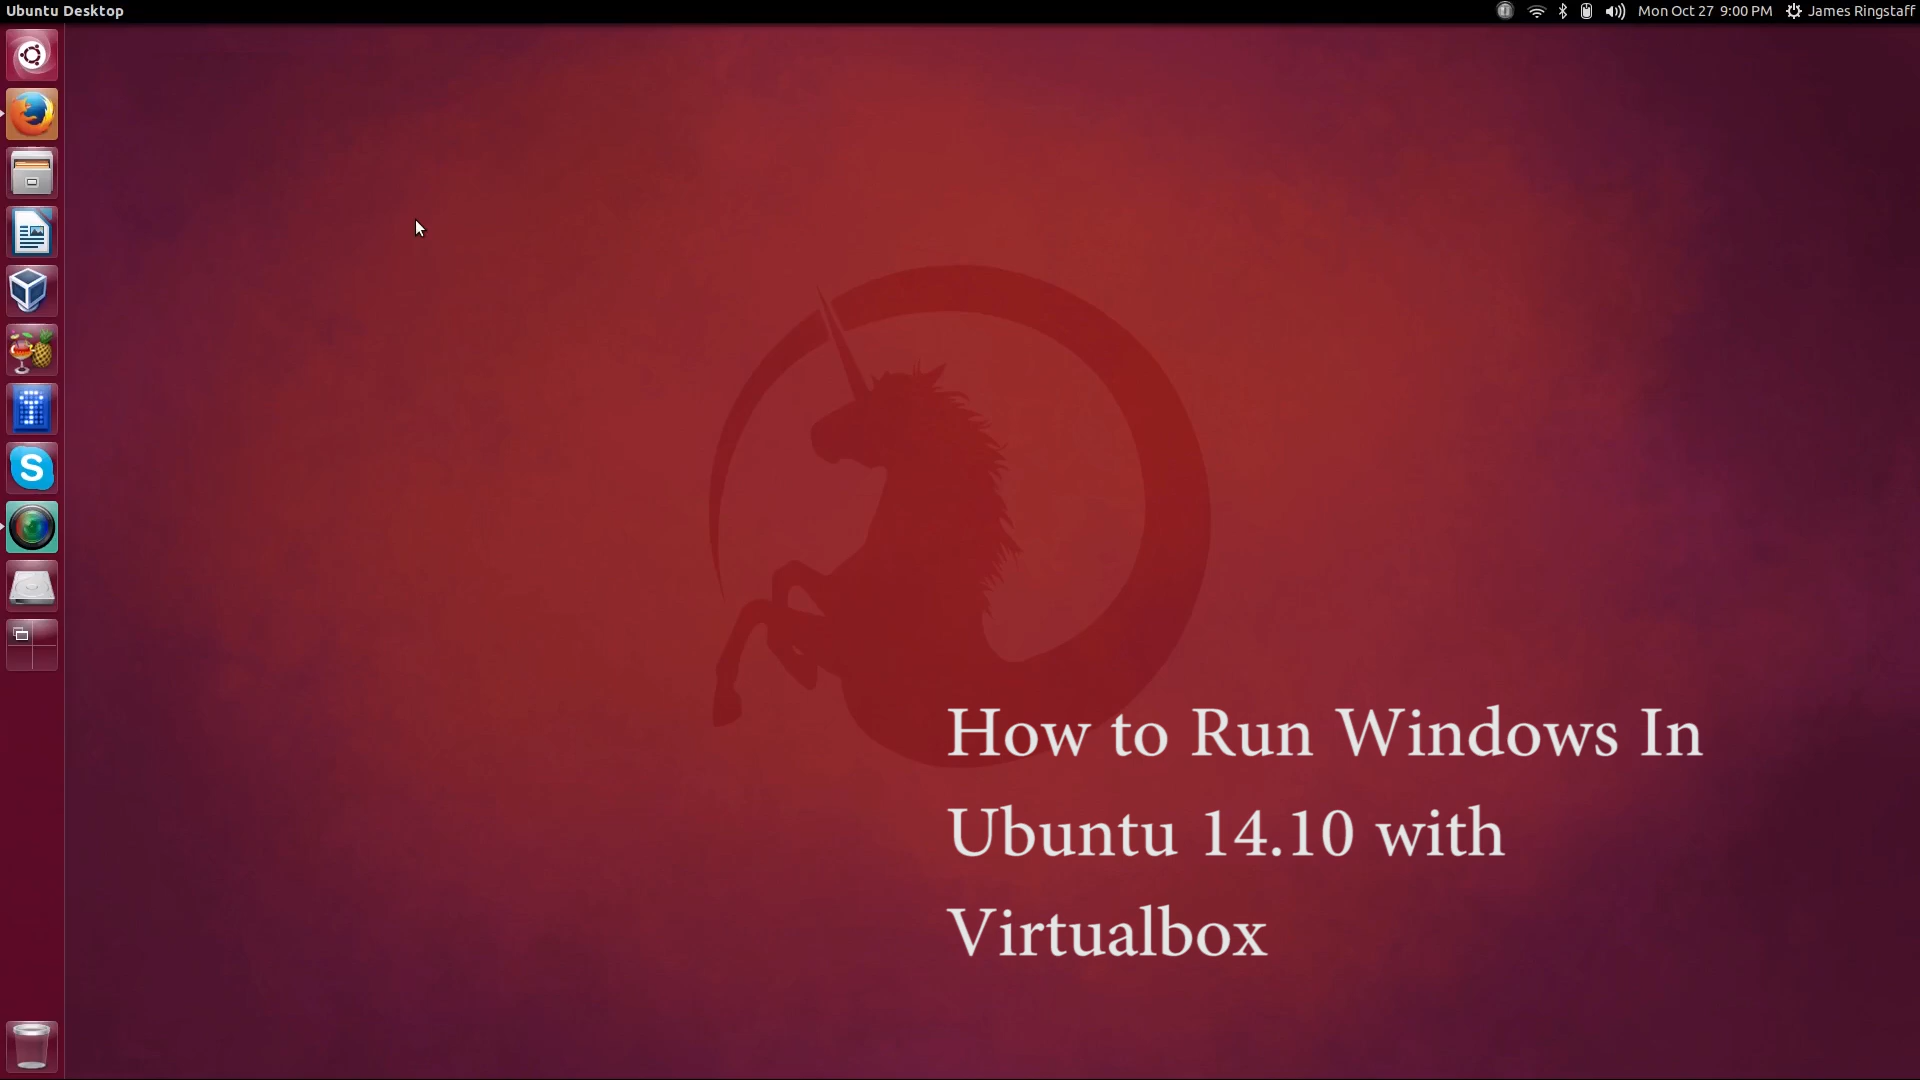 Ubuntu Desktop
Mon Oct 27 9:00 PM
James Ringstaff
S
How to Run Windows In
Ubuntu 14.10 with
Virtualbox